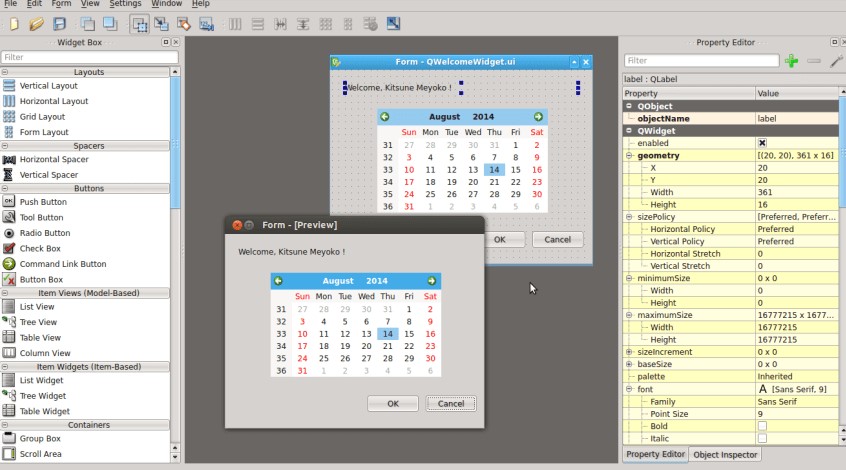 File Edit Form View Settings Window Help
Widget Box
Filter
Layouts
Vertical Layout
Horizontal Layout
Grid Layout
Form Layout
Spacers
Horizontal Spacer
Vertical Spacer
Buttons
Push Button
Tool Button
Radio Button
Check Box
Command Link Button
Button Box
Item Views (Model-Based)
List View
Tree View
Table View
Column View
Item Widgets (Item-Based)
List Widget
Tree Widget
Table Widget
Containers
Group Box
Scroll Area
Form - QWelcomeWidget.ui
Welcome, Kitsune Meyoko !
August 2014
Sun Mon Tue Wed Thu Fri Sat
31 27 28 29 30 31 1 2
32 3 4 5 6 7 8 9
33 10 11 12 13 14 15 16
34 17 18 19 20 21 22 23
35 24 25 26 27 28 29 30
36 31 1 2 3 4 5 6
OK Cancel
Form - [Preview]
Welcome, Kitsune Meyoko !
August 2014
Sun Mon Tue Wed Thu Fri Sat
31 27 28 29 30 31 1 2
32 3 4 5 6 7 8 9
33 10 11 12 13 14 15 16
34 17 18 19 20 21 22 23
35 24 25 26 27 28 29 30
36 31 1 2 3 4 5 6
OK Cancel
Property Editor
Filter
label : QLabel
Property Value
QObject
objectName label
QWidget
enabled
geometry [(20, 20), 361 x 16]
X 20
Y 20
Width 361
Height 16
sizePolicy [Preferred, Preferr...
Horizontal Policy Preferred
Vertical Policy Preferred
Horizontal Stretch 0
Vertical Stretch 0
minimumSize 0 x 0
Width 0
Height 0
maximumSize 16777215 x 1677...
Width 16777215
Height 16777215
sizeIncrement 0 x 0
baseSize 0 x 0
palette Inherited
font A [Sans Serif, 9]
Family Sans Serif
Point Size 9
Bold
Italic
Property Editor Object Inspector